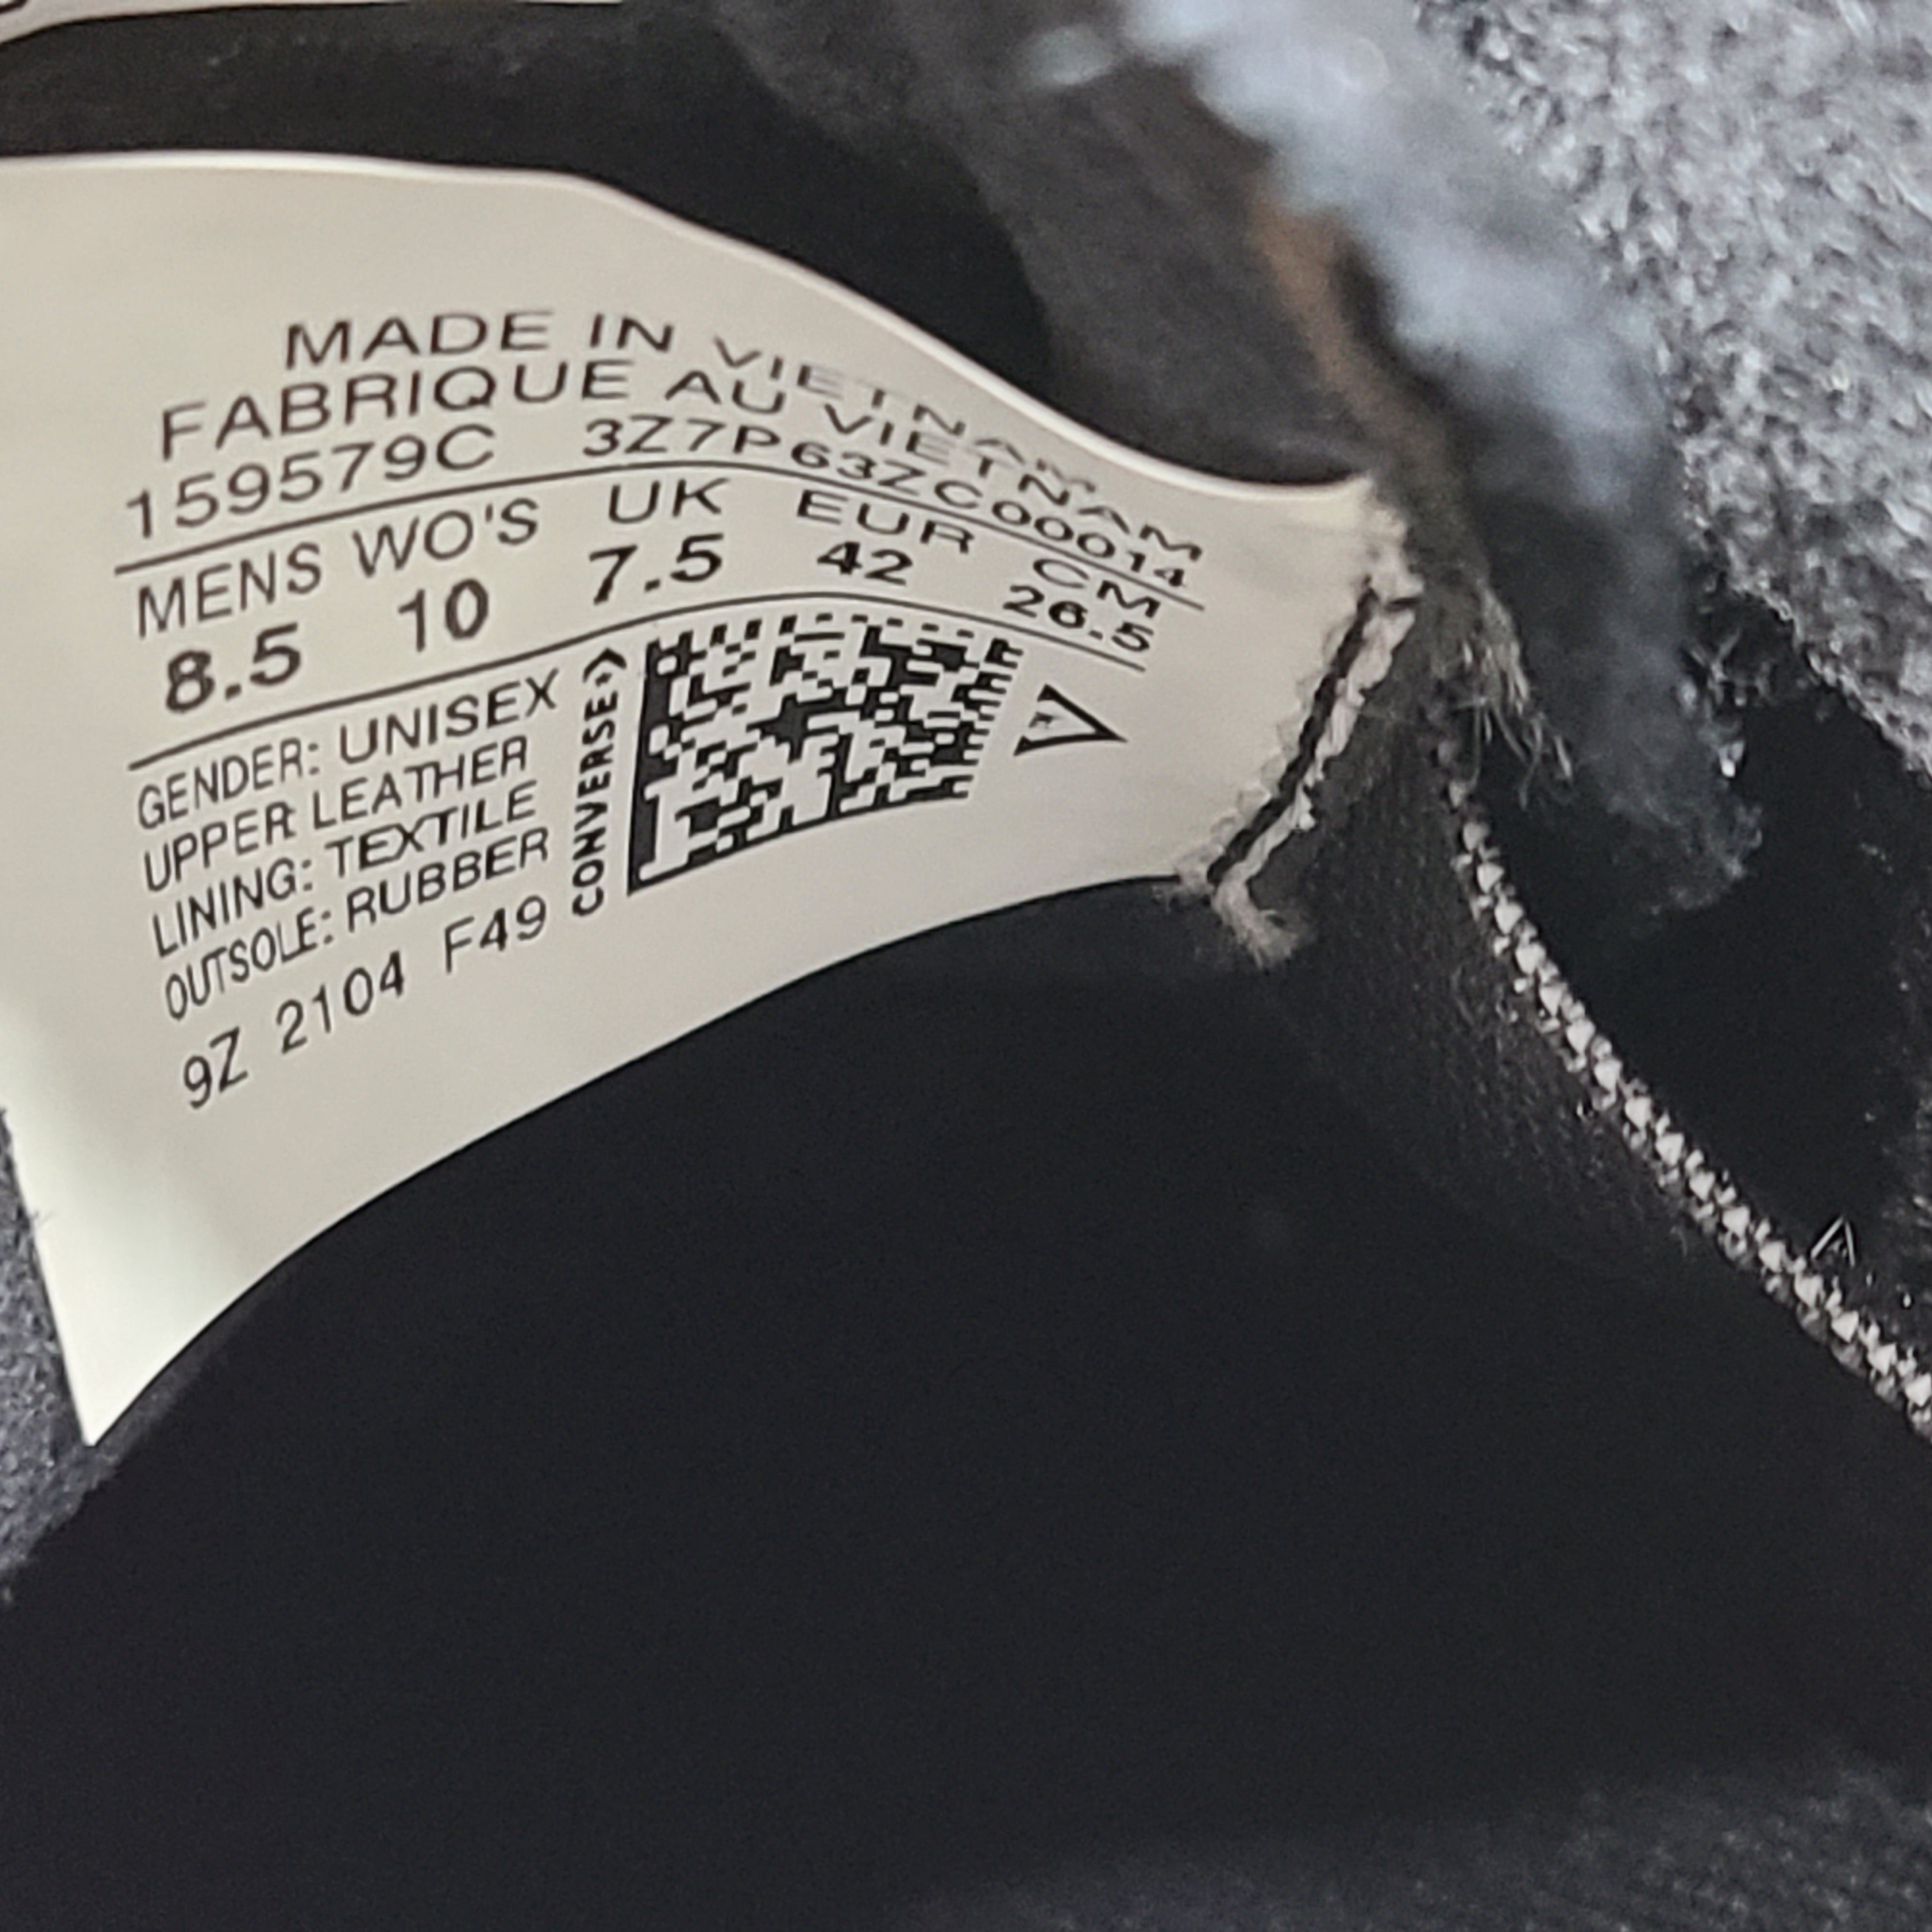 MADE IN VIETNAM
FABRIQUE AU VIETNAM
159579C 3Z7P63ZC00014
MENS WO'S UK EUR CM
8.5 10 7.5 42 26.5
GENDER: UNISEX
UPPER: LEATHER
LINING: TEXTILE
OUTSOLE: RUBBER
9Z 2104 F49
CONVERSE